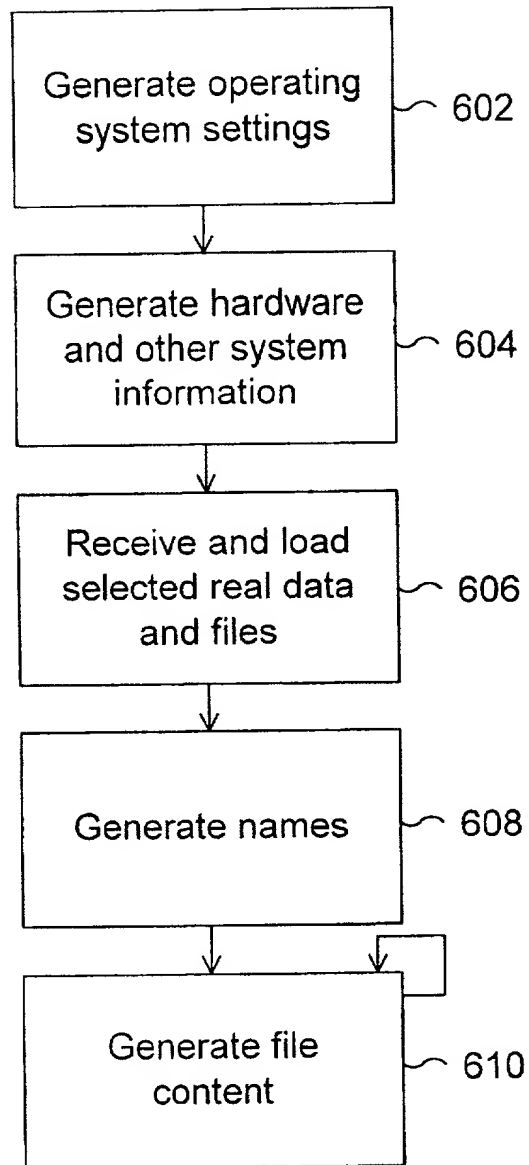 Generate operating
system settings
602
Generate hardware
and other system
information
604
Receive and load
selected real data
and files
606
Generate names
608
Generate file
content
610